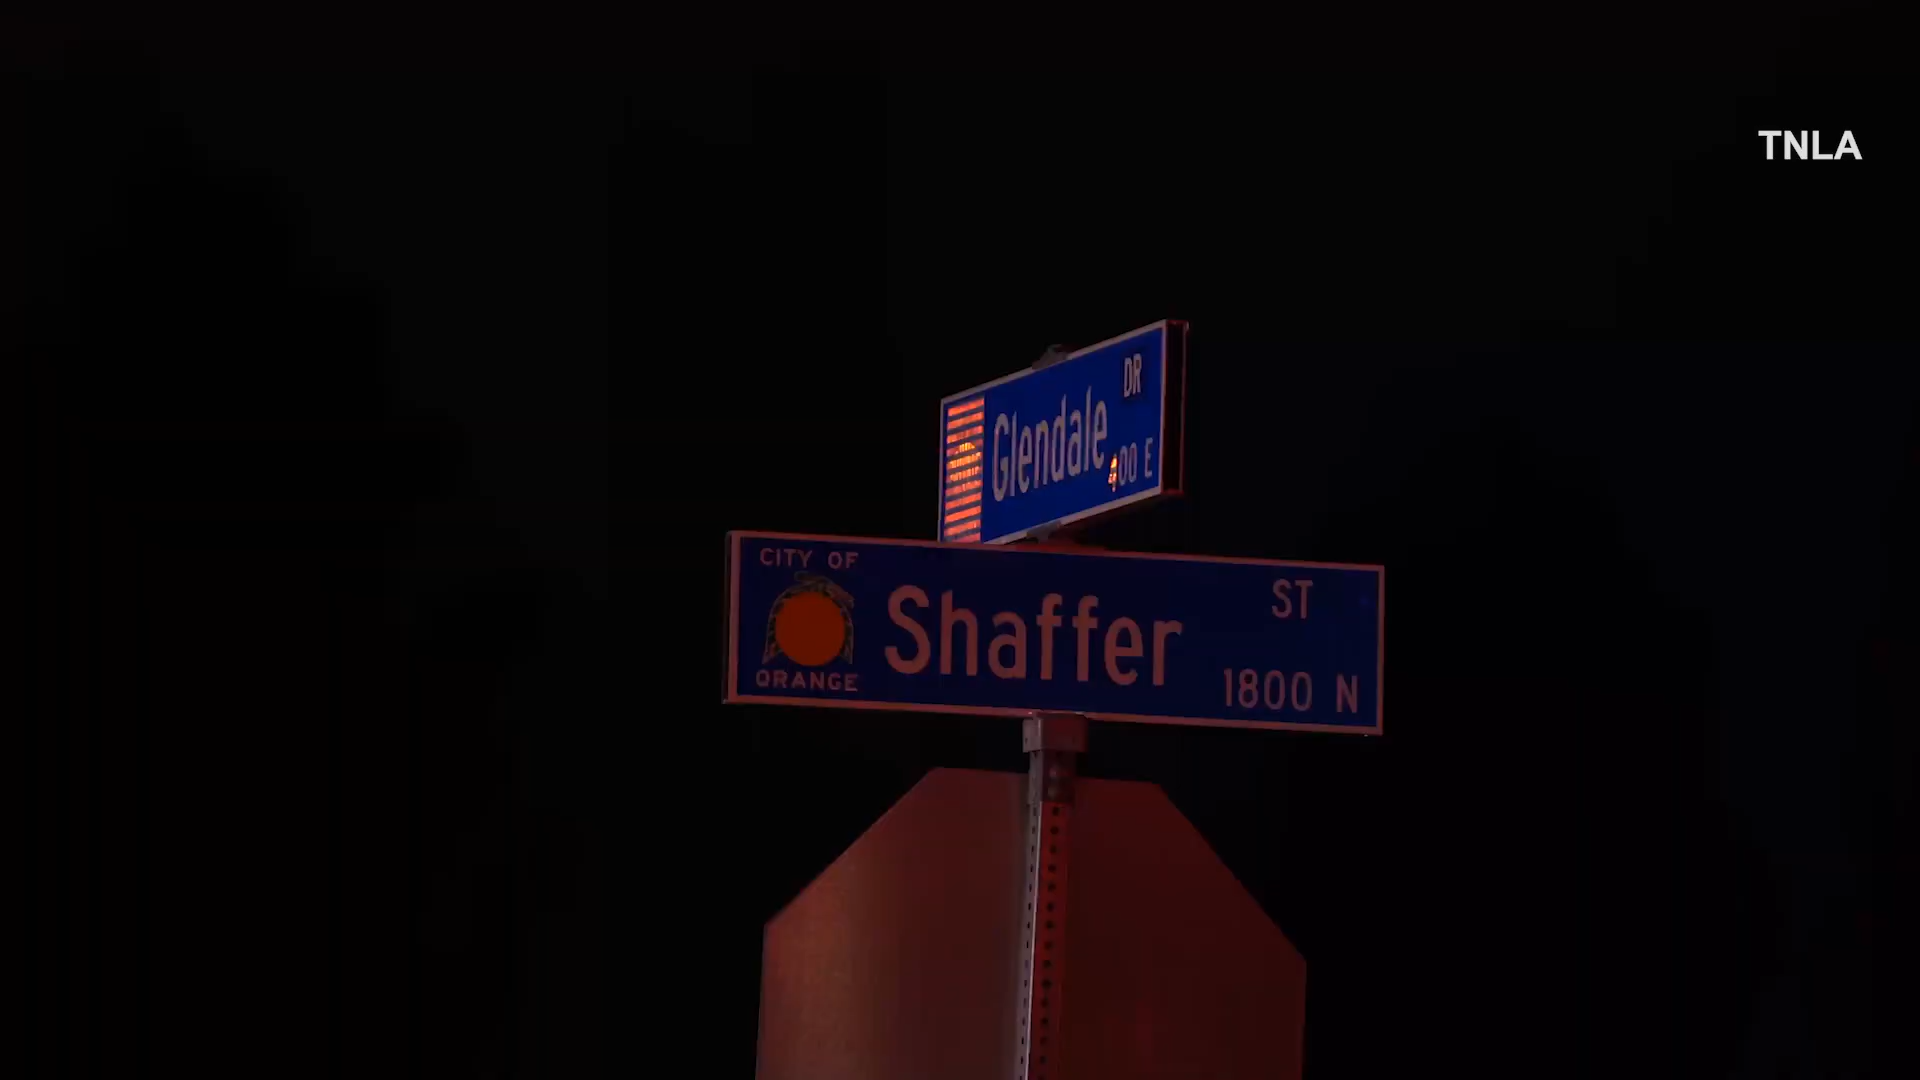 TNLA
DR
Glendale
400 E
CITY OF
ORANGE
Shaffer
ST
1800 N